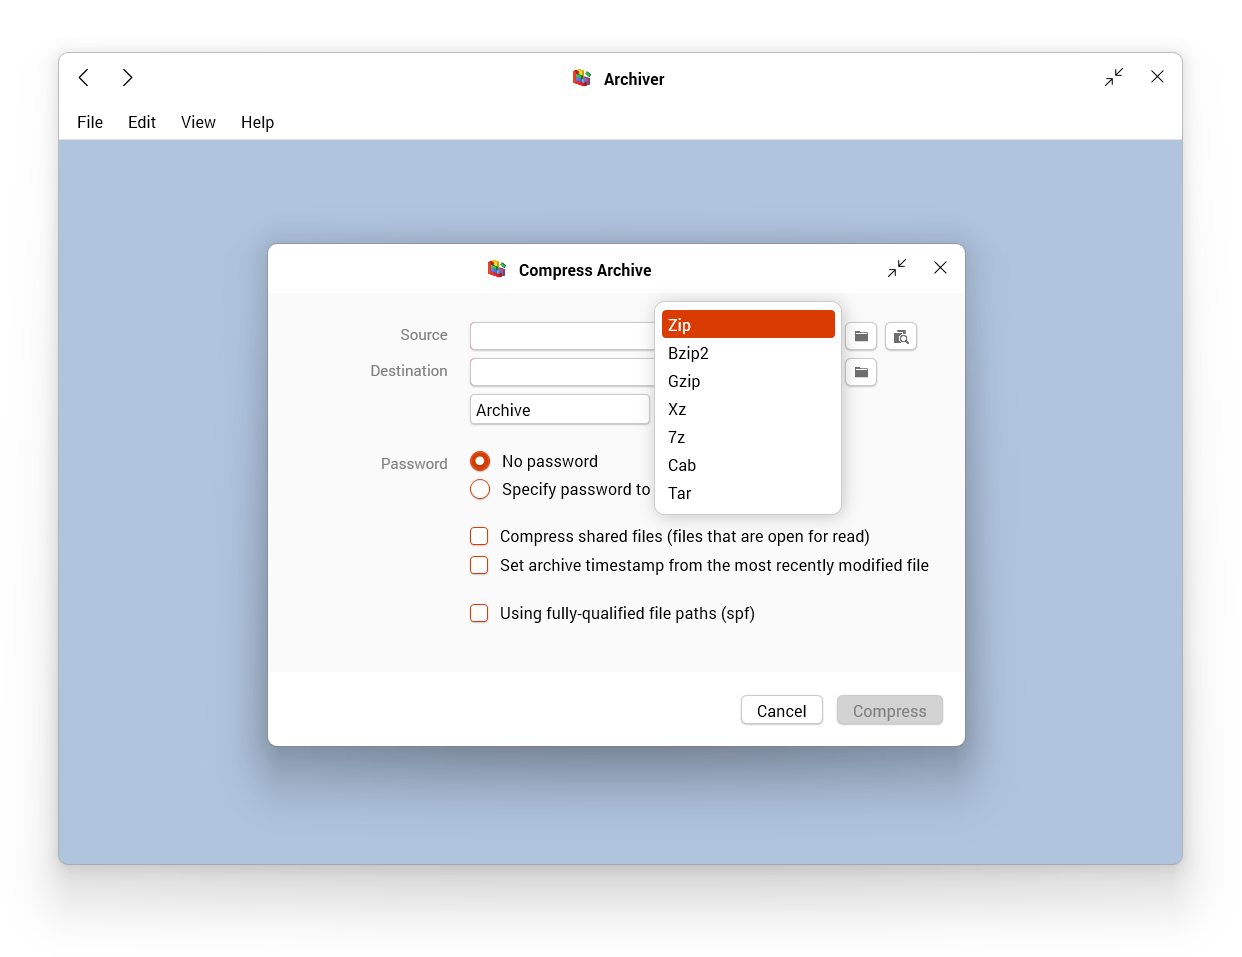 Archiver
File Edit View Help
Compress Archive
Source
Zip
Bzip2
Destination
Gzip
Archive
Xz
7z
Password
No password
Cab
Specify password to
Tar
Compress shared files (files that are open for read)
Set archive timestamp from the most recently modified file
Using fully-qualified file paths (spf)
Cancel
Compress